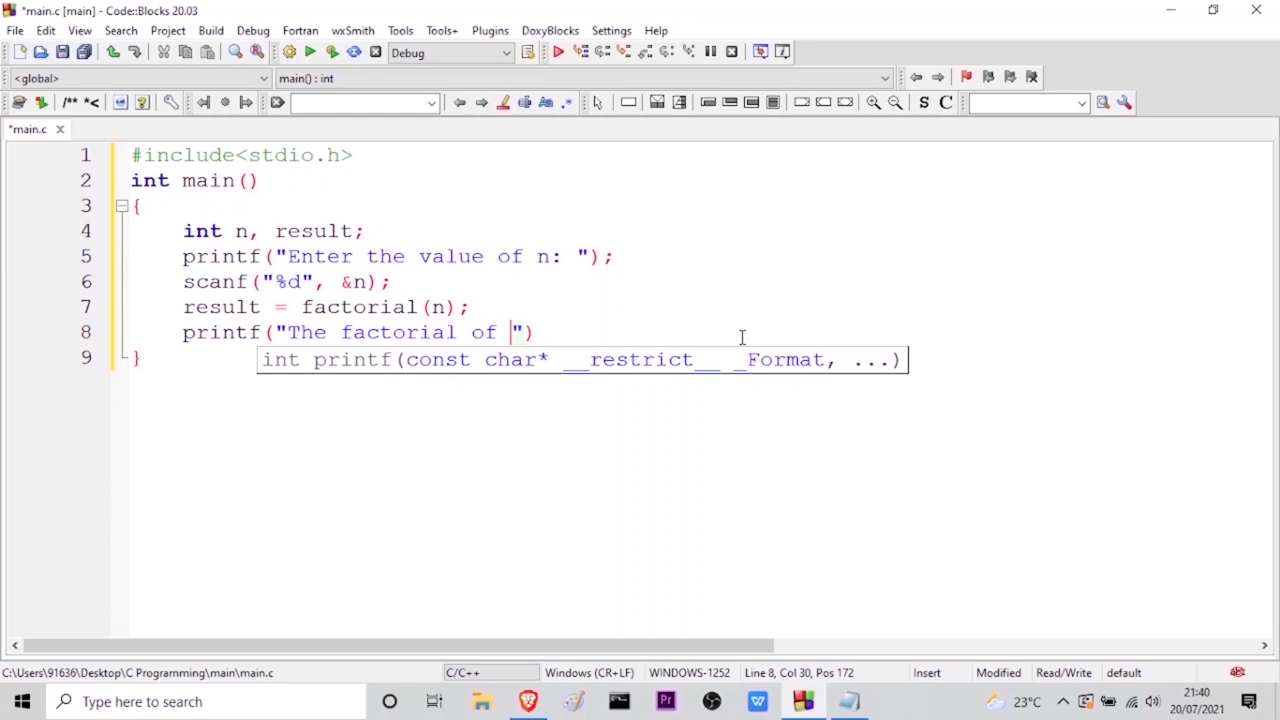 *main.c [main] - Code::Blocks 20.03
File Edit View Search Project Build Debug Fortran wxSmith Tools Tools+ Plugins DoxyBlocks Settings Help
Debug
<global> main() : int
/** *< Aa .* S C
*main.c
1 #include<stdio.h>
2 int main()
3 {
4 int n, result;
5 printf("Enter the value of n: ");
6 scanf("%d", &n);
7 result = factorial(n);
8 printf("The factorial of ")
int printf(const char* __restrict__ _Format, ...)
9 }
C:\Users\91636\Desktop\C Programming\main\main.c C/C++ Windows (CR+LF) WINDOWS-1252 Line 8, Col 30, Pos 172 Insert Modified Read/Write default
Type here to search Pr W 23°C 21:40
20/07/2021